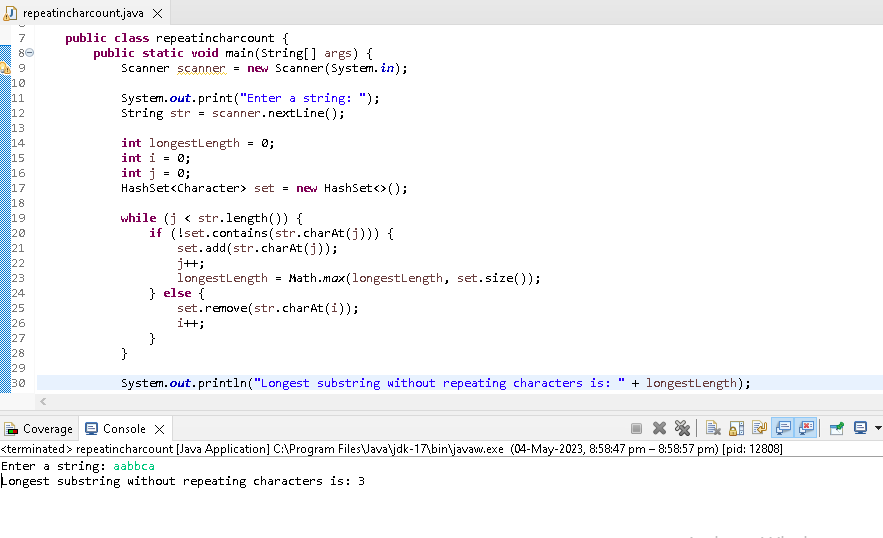 repeatincharcount.java
7 public class repeatincharcount {
8 public static void main(String[] args) {
9 Scanner scanner = new Scanner(System.in);
10
11 System.out.print("Enter a string: ");
12 String str = scanner.nextLine();
13
14 int longestLength = 0;
15 int i = 0;
16 int j = 0;
17 HashSet<Character> set = new HashSet<>();
18
19 while (j < str.length()) {
20 if (!set.contains(str.charAt(j))) {
21 set.add(str.charAt(j));
22 j++;
23 longestLength = Math.max(longestLength, set.size());
24 } else {
25 set.remove(str.charAt(i));
26 i++;
27 }
28 }
29
30 System.out.println("Longest substring without repeating characters is: " + longestLength);
Coverage Console
<terminated> repeatincharcount [Java Application] C:\Program Files\Java\jdk-17\bin\javaw.exe (04-May-2023, 8:58:47 pm – 8:58:57 pm) [pid: 12808]
Enter a string: aabbca
Longest substring without repeating characters is: 3